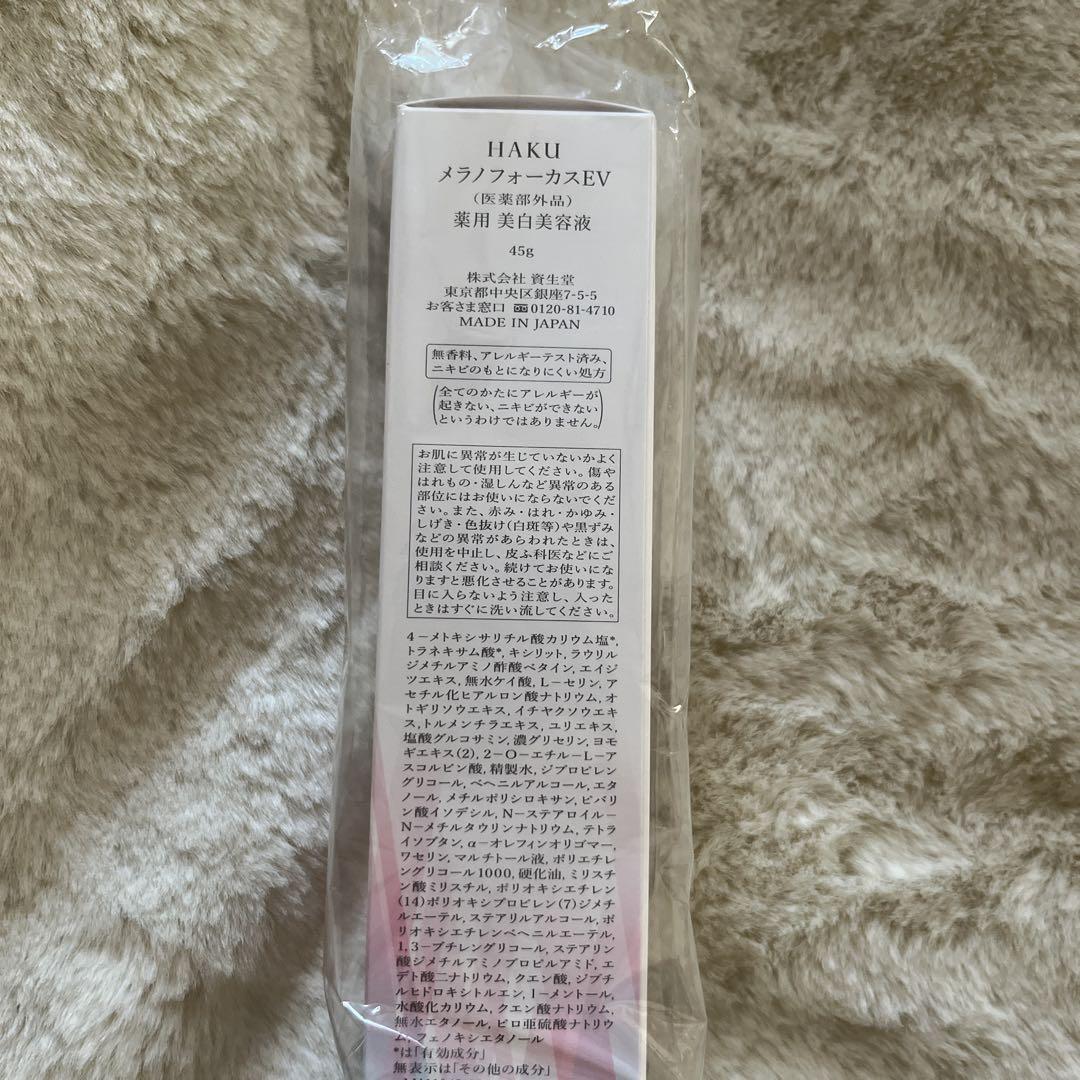 HAKU
メラノフォーカスEV
（医薬部外品）
薬用 美白美容液
45g
株式会社 資生堂
東京都中央区銀座7-5-5
お客さま窓口 0120-81-4710
MADE IN JAPAN
無香料、アレルギーテスト済み、
ニキビのもとになりにくい処方
(全てのかたにアレルギーが
起きない、ニキビができない
というわけではありません。)
お肌に異常が生じていないかよく
注意して使用してください。傷や
はれもの・湿しんなど異常のある
部位にはお使いにならないでくだ
さい。また、赤み・はれ・かゆみ・
しげき・色抜け(白斑等)や黒ずみ
などの異常があらわれたときは、
使用を中止し、皮ふ科医などにご
相談ください。続けてお使いにな
りますと悪化させることがあります。
目に入らないよう注意し、入った
ときはすぐに洗い流してください。
4－メトキシサリチル酸カリウム塩*,
トラネキサム酸*, キシリット, ラウリル
ジメチルアミノ酢酸ベタイン, エイジ
ツエキス, 無水ケイ酸, L－セリン, ア
セチル化ヒアルロン酸ナトリウム, オ
トギリソウエキス, イチヤクソウエキ
ス,トルメンチラエキス, ユリエキス,
塩酸グルコサミン, 濃グリセリン, ヨモ
ギエキス(2), 2－O－エチル－L－ア
スコルビン酸, 精製水, ジプロピレン
グリコール, ベヘニルアルコール, エタ
ノール, メチルポリシロキサン, ピバリ
ン酸イソデシル, N－ステアロイル－
N－メチルタウリンナトリウム, テトラ
イソブタン, α－オレフィンオリゴマー,
ワセリン, マルチトール液, ポリエチレ
ングリコール1000, 硬化油, ミリスチ
ン酸ミリスチル, ポリオキシエチレン
(14)ポリオキシプロピレン(7)ジメチ
ルエーテル, ステアリルアルコール, ポ
リオキシエチレンベヘニルエーテル,
1, 3－ブチレングリコール, ステアリン
酸ジメチルアミノプロピルアミド, エ
デト酸二ナトリウム, クエン酸, ジブチ
ルヒドロキシトルエン, l－メントール,
水酸化カリウム, クエン酸ナトリウム,
無水エタノール, ピロ亜硫酸ナトリウ
ム, フェノキシエタノール
*は「有効成分」
無表示は「その他の成分」